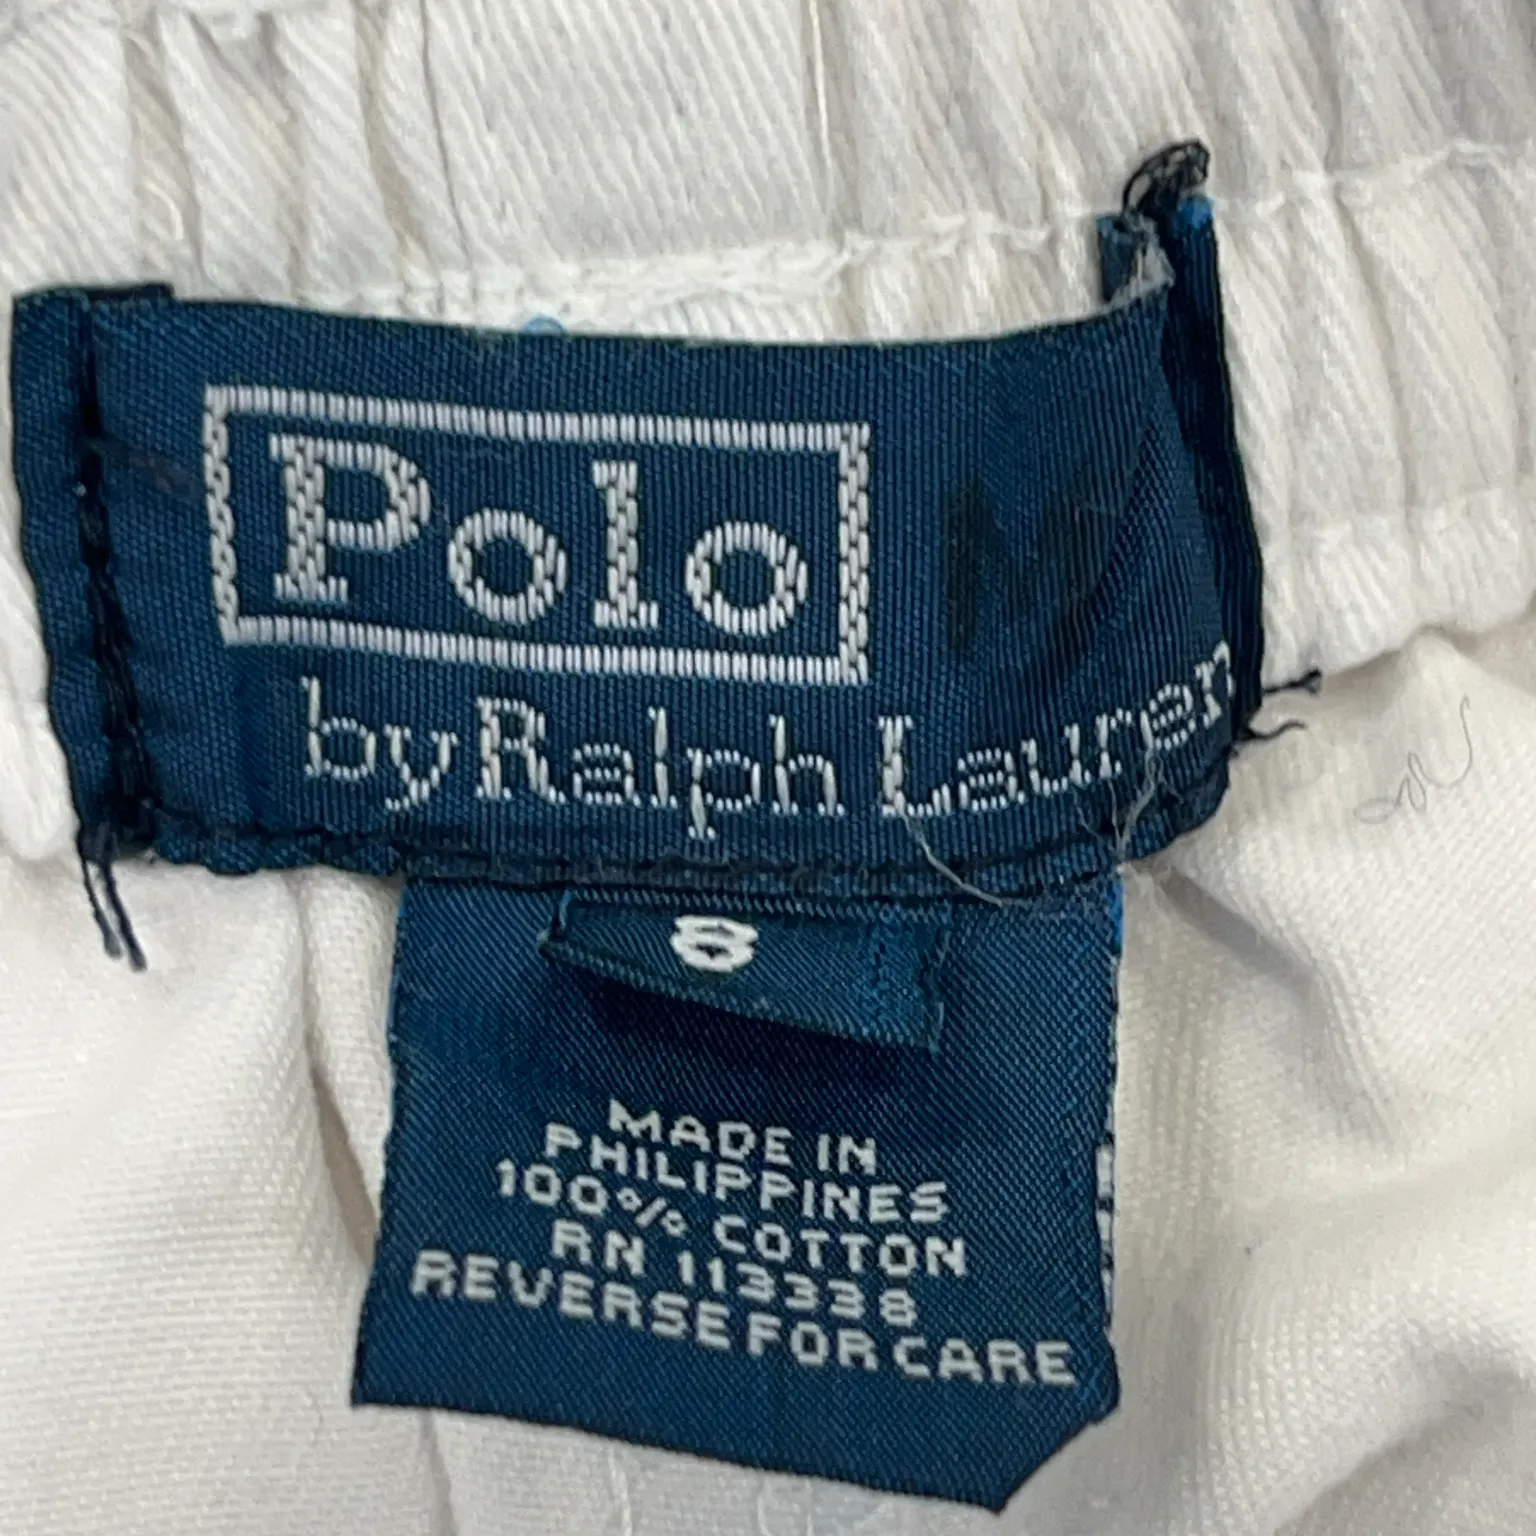 Polo
by Ralph Lauren
8
MADE IN
PHILIPPINES
100% COTTON
RN 113338
REVERSE FOR CARE